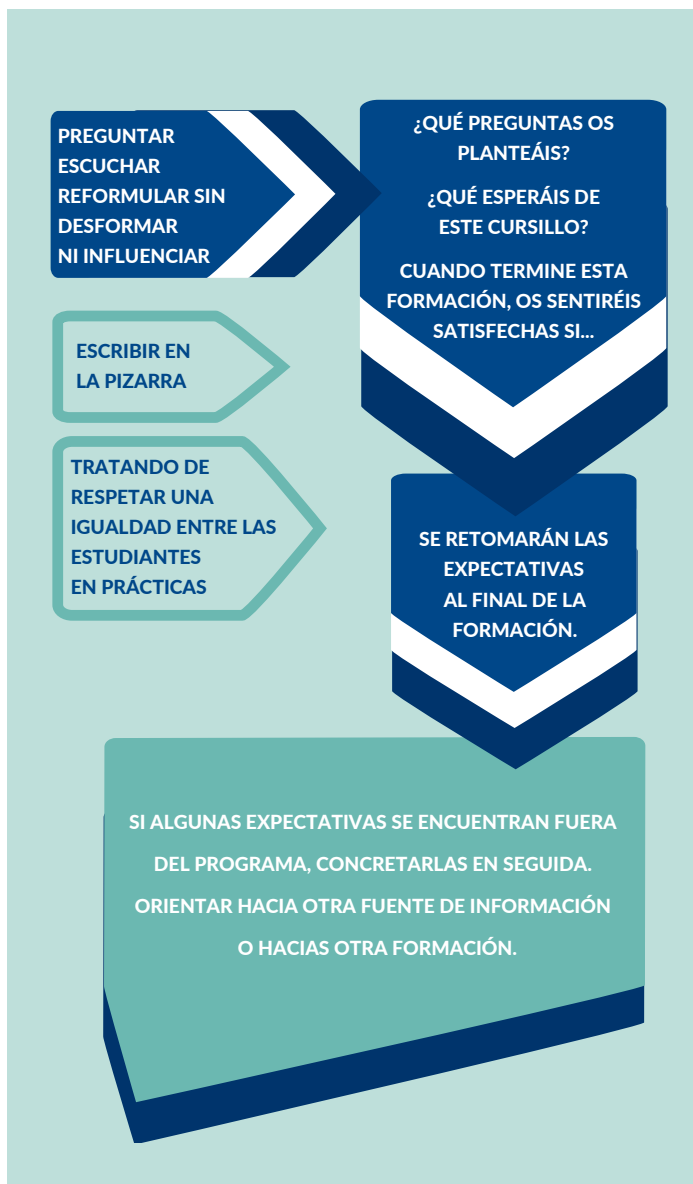 PREGUNTAR
ESCUCHAR
REFORMULAR SIN
DESFORMAR
NI INFLUENCIAR
¿QUÉ PREGUNTAS OS
PLANTEÁIS?
¿QUÉ ESPERÁIS DE
ESTE CURSILLO?
CUANDO TERMINE ESTA
FORMACIÓN, OS SENTIRÉIS
SATISFECHAS SI...
ESCRIBIR EN
LA PIZARRA
TRATANDO DE
RESPETAR UNA
IGUALDAD ENTRE LAS
ESTUDIANTES
EN PRÁCTICAS
SE RETOMARÁN LAS
EXPECTATIVAS
AL FINAL DE LA
FORMACIÓN.
SI ALGUNAS EXPECTATIVAS SE ENCUENTRAN FUERA
DEL PROGRAMA, CONCRETARLAS EN SEGUIDA.
ORIENTAR HACIA OTRA FUENTE DE INFORMACIÓN
O HACIAS OTRA FORMACIÓN.